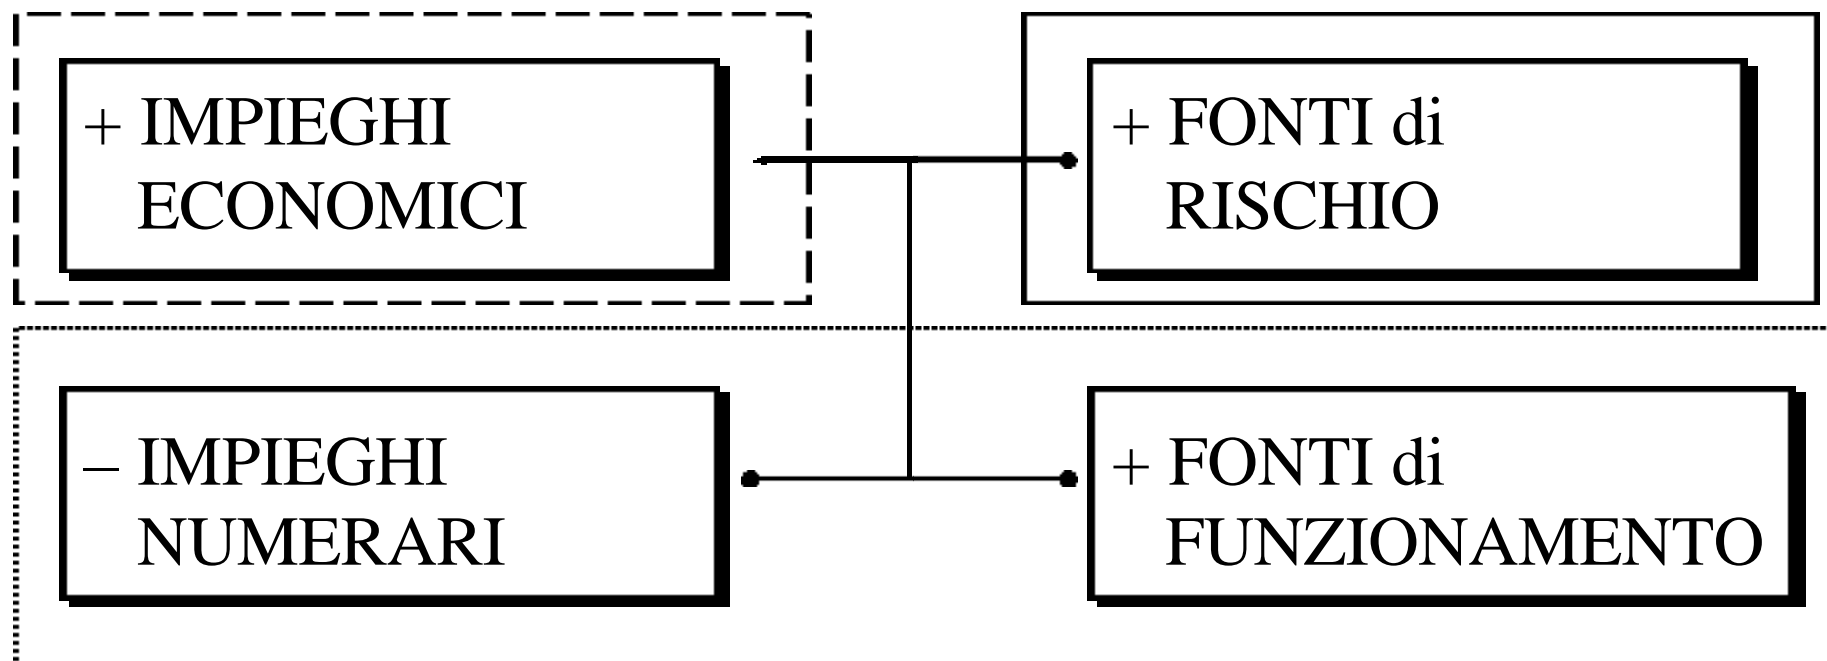 + IMPIEGHI
ECONOMICI
+ FONTI di
RISCHIO
– IMPIEGHI
NUMERARI
+ FONTI di
FUNZIONAMENTO